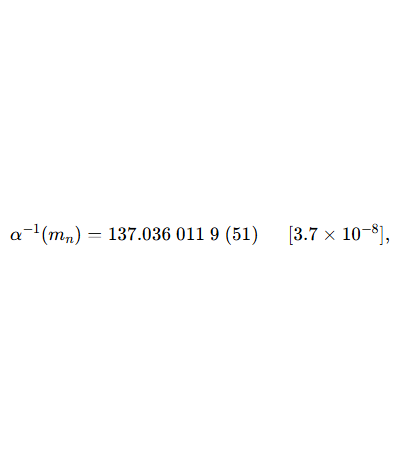 α⁻¹(mₙ) = 137.036 011 9 (51) [3.7 × 10⁻⁸],